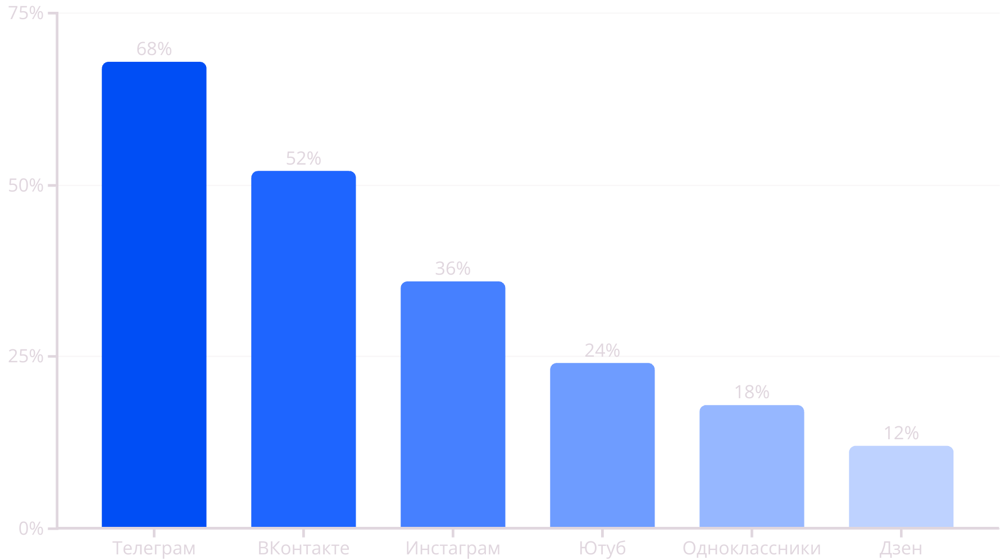 75%
68%
52%
50%
36%
25%
24%
18%
12%
0%
Телеграм
ВКонтакте
Инстаграм
Ютуб
Одноклассники
Дзен